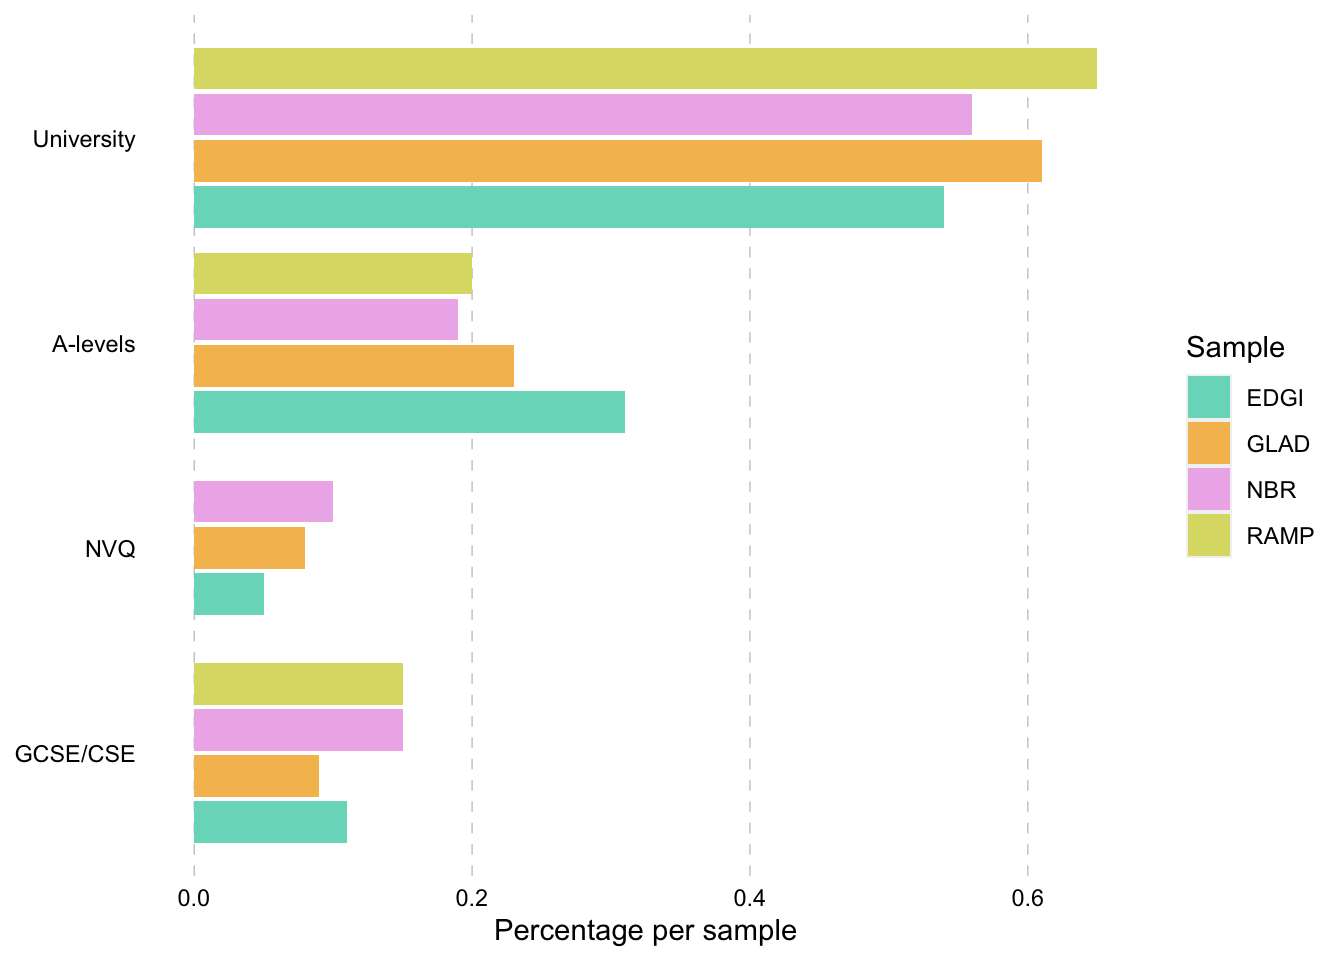 University
A-levels
NVQ
GCSE/CSE
0.0 0.2 0.4 0.6
Percentage per sample
Sample
EDGI
GLAD
NBR
RAMP